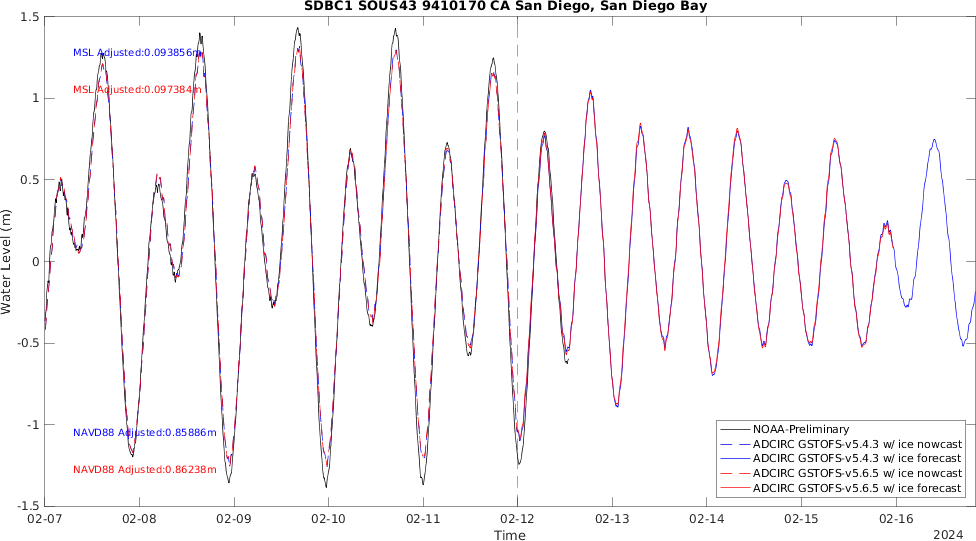 SDBC1 SOUS43 9410170 CA San Diego, San Diego Bay
1.5
1
0.5
0
-0.5
-1
-1.5
Water Level (m)
MSL Adjusted:0.093856m
MSL Adjusted:0.097384m
NAVD88 Adjusted:0.85886m
NAVD88 Adjusted:0.86238m
NOAA-Preliminary
ADCIRC GSTOFS-v5.4.3 w/ ice nowcast
ADCIRC GSTOFS-v5.4.3 w/ ice forecast
ADCIRC GSTOFS-v5.6.5 w/ ice nowcast
ADCIRC GSTOFS-v5.6.5 w/ ice forecast
02-07 02-08 02-09 02-10 02-11 02-12 02-13 02-14 02-15 02-16
Time
2024